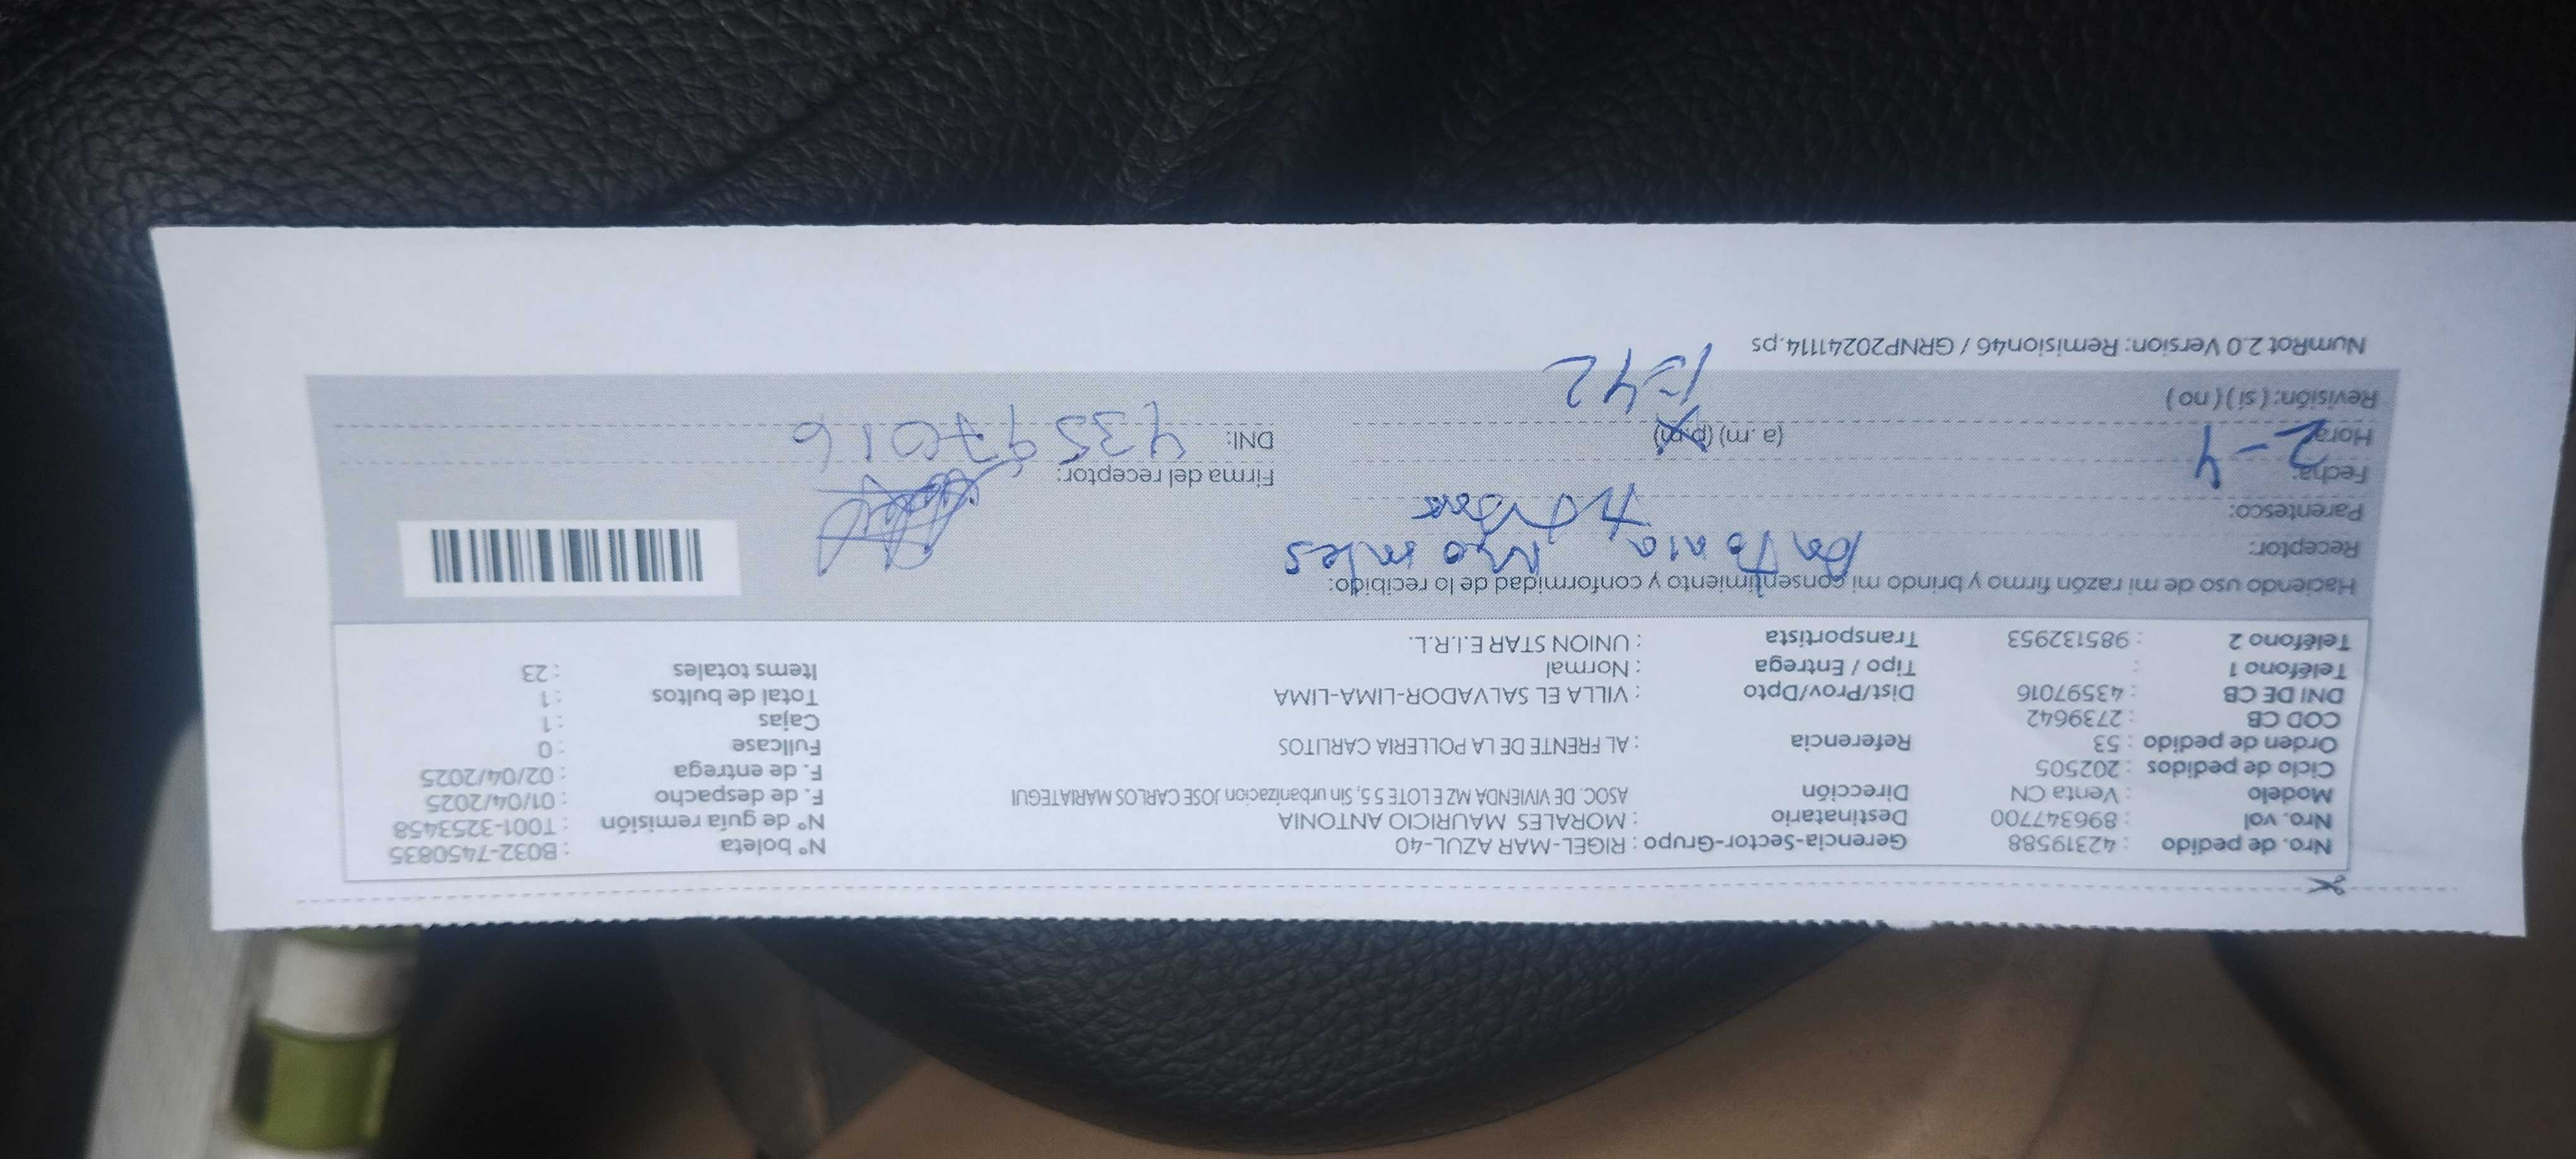 Nro. de pedido : 42319588 Gerencia-Sector-Grupo : RIGEL-MAR AZUL-40 N° boleta : B032-7450835
Nro. vol : 896347700 Destinatario : MORALES MAURICIO ANTONIA N° de guía remisión : T001-3253458
Modelo : Venta CN Dirección ASOC. DE VIVIENDA MZ E LOTE 5 5, Sin urbanizacion JOSE CARLOS MARIATEGUI F. de despacho : 01/04/2025
Ciclo de pedidos : 202505 F. de entrega : 02/04/2025
Orden de pedido : 53 Referencia : AL FRENTE DE LA POLLERIA CARLITOS Fullcase : 0
COD CB : 2739642 Cajas : 1
DNI DE CB : 43597016 Dist/Prov/Dpto : VILLA EL SALVADOR-LIMA-LIMA Total de bultos : 1
Teléfono 1 : Tipo / Entrega : Normal Items totales : 23
Teléfono 2 : 985132953 Transportista : UNION STAR E.I.R.L.
Haciendo uso de mi razón firmo y brindo mi consentimiento y conformidad de lo recibido:
Receptor: Antonia
Parentesco:
Fecha: 2-4 Firma del receptor:
Hora: (a.m) (p.m) DNI: 43597016
Revisión: (sí) (no) 1:42
NumRot 2.0 Version: Remision46 / GRNP20241114.ps